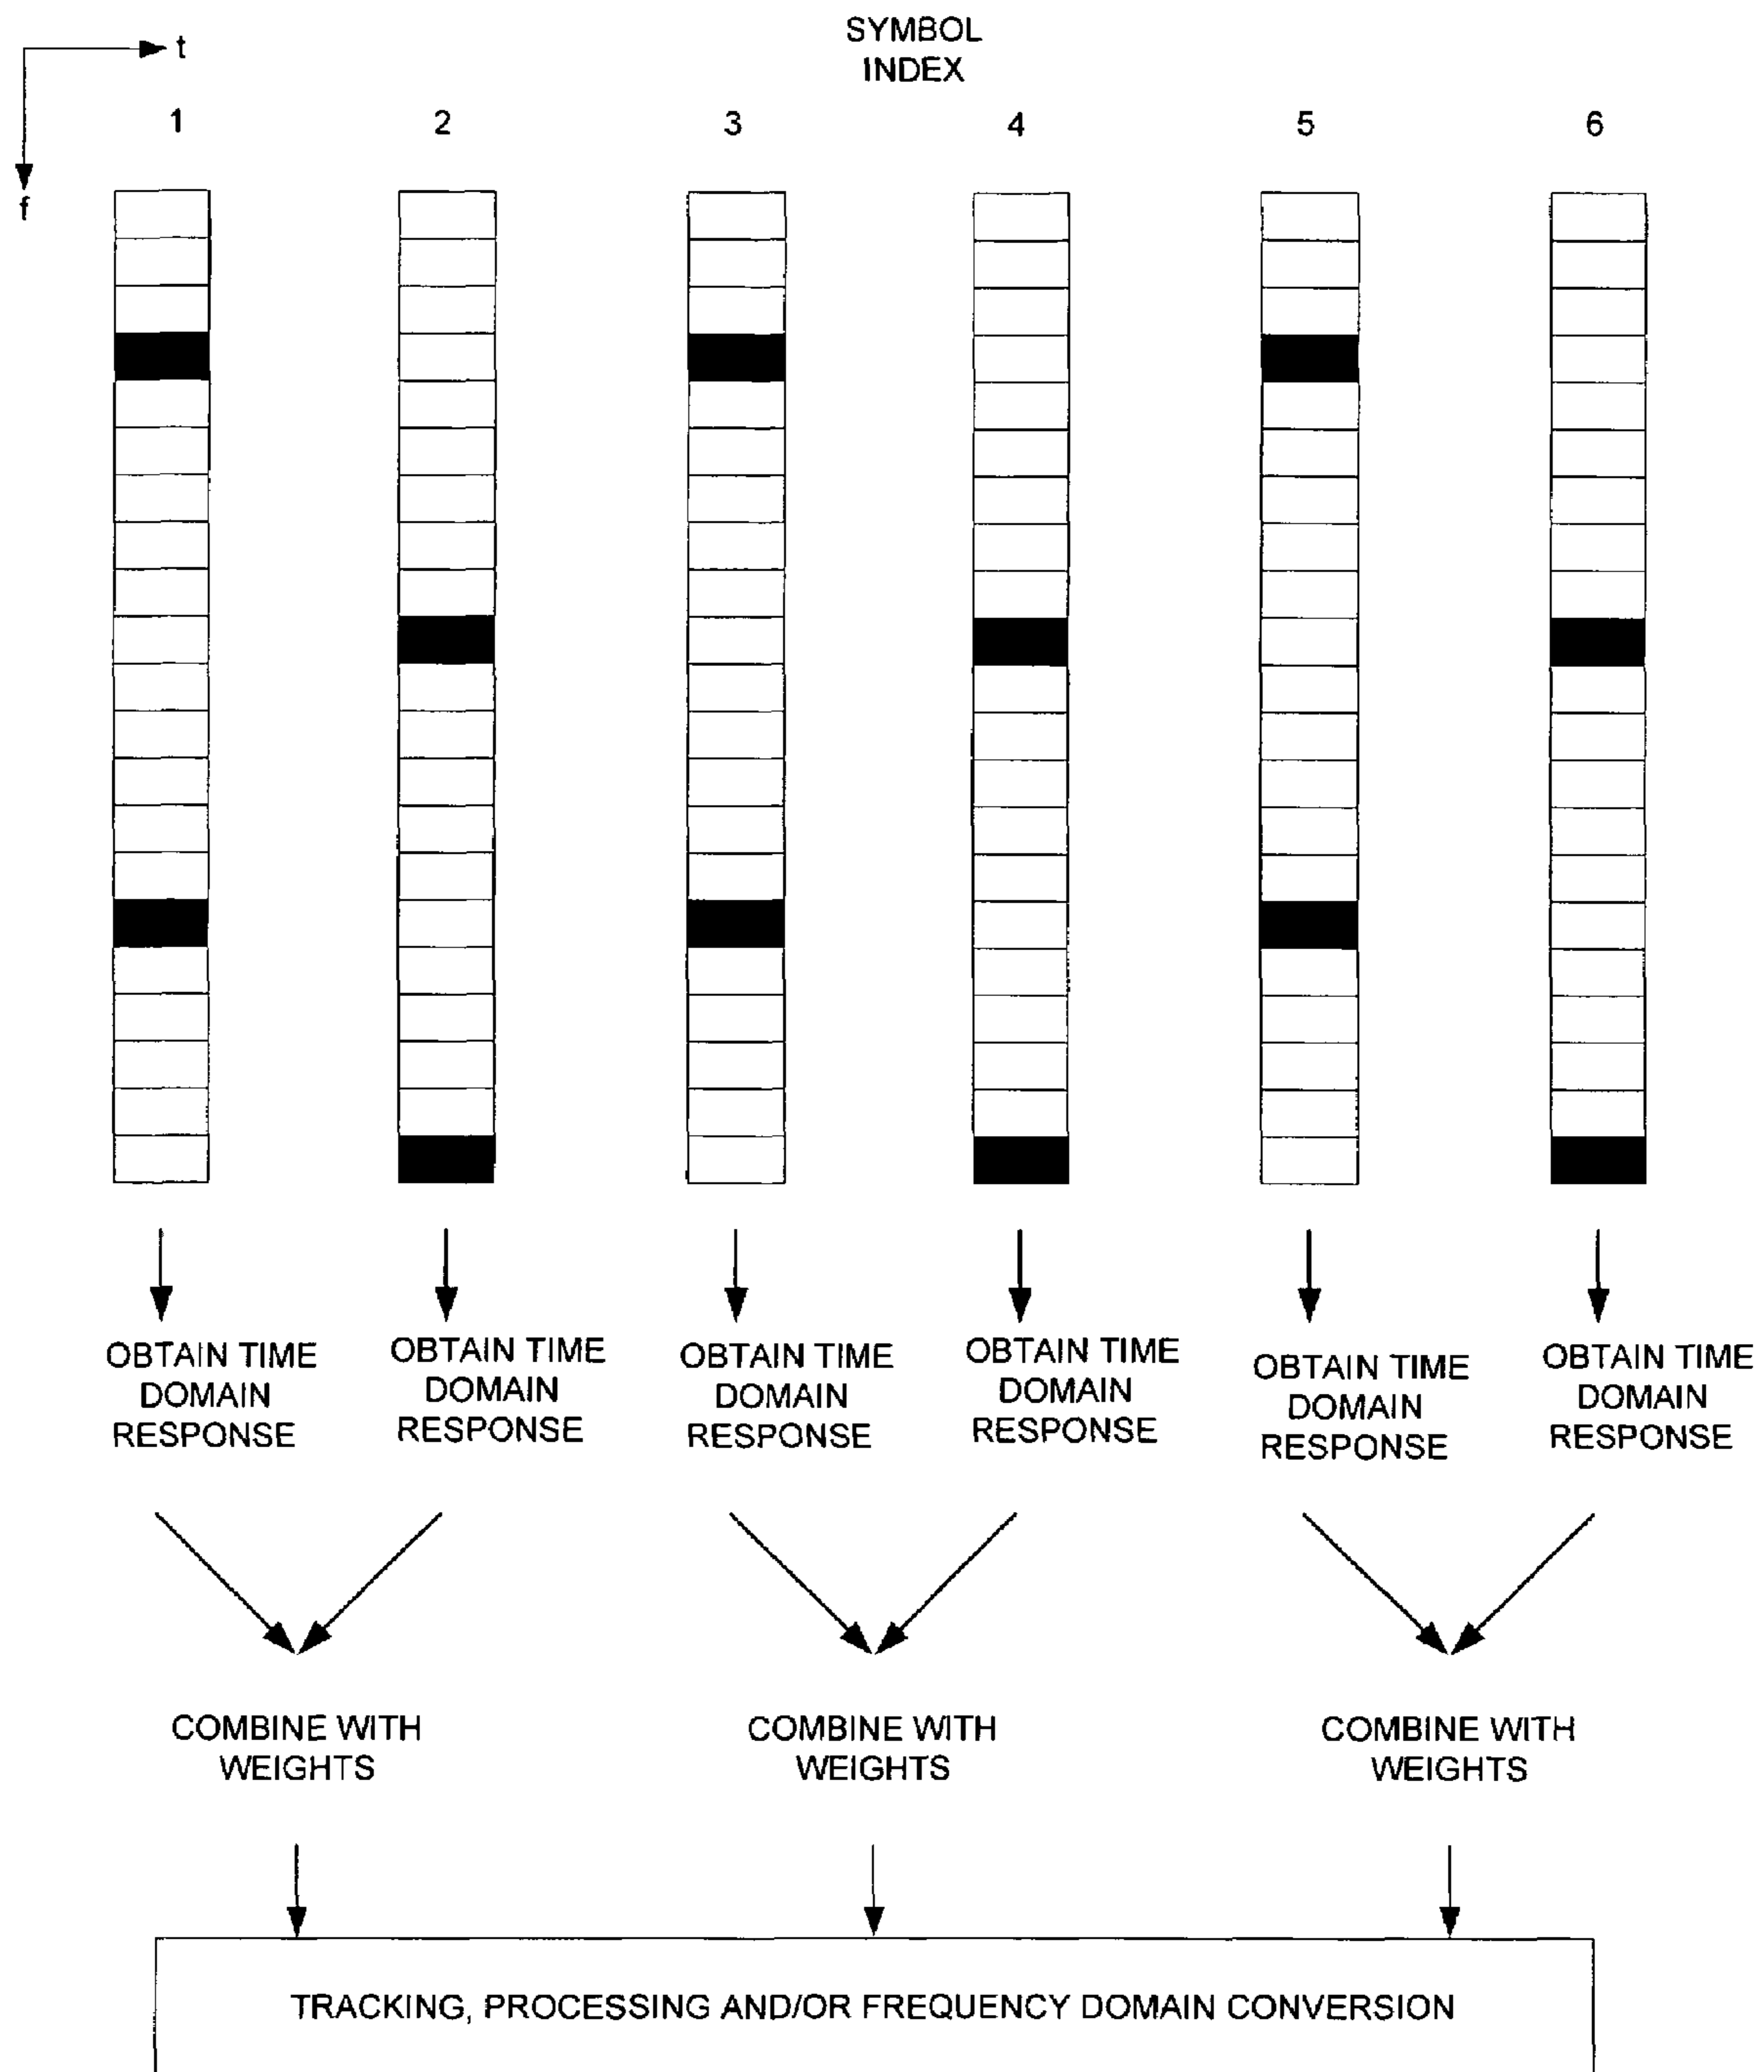 t
SYMBOL
INDEX
1 2 3 4 5 6
f
OBTAIN TIME
DOMAIN
RESPONSE
OBTAIN TIME
DOMAIN
RESPONSE
OBTAIN TIME
DOMAIN
RESPONSE
OBTAIN TIME
DOMAIN
RESPONSE
OBTAIN TIME
DOMAIN
RESPONSE
OBTAIN TIME
DOMAIN
RESPONSE
COMBINE WITH
WEIGHTS
COMBINE WITH
WEIGHTS
COMBINE WITH
WEIGHTS
TRACKING, PROCESSING AND/OR FREQUENCY DOMAIN CONVERSION